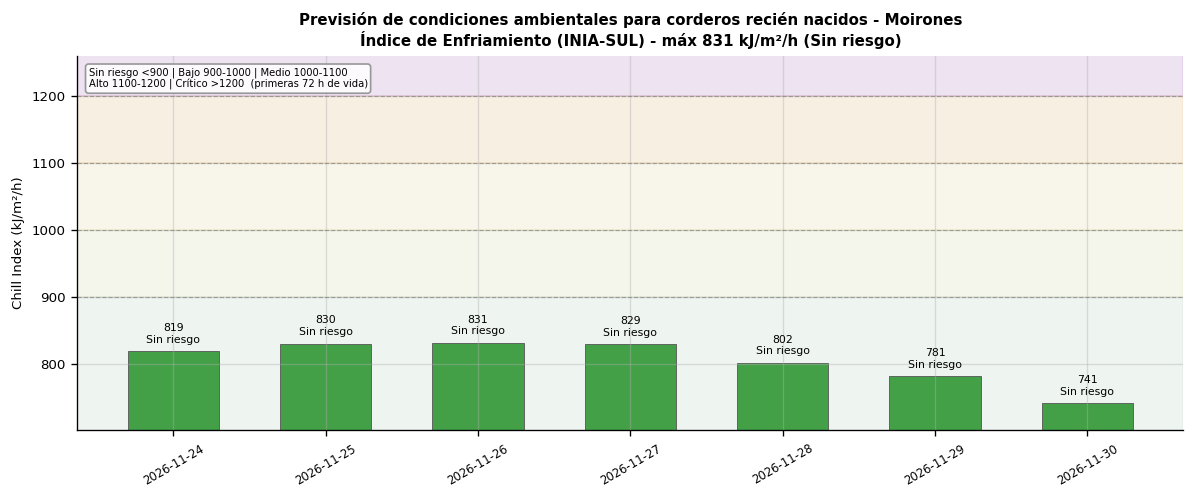 Previsión de condiciones ambientales para corderos recién nacidos - Moirones
Índice de Enfriamiento (INIA-SUL) - máx 831 kJ/m²/h (Sin riesgo)
Sin riesgo <900 | Bajo 900-1000 | Medio 1000-1100
Alto 1100-1200 | Crítico >1200  (primeras 72 h de vida)
Chill Index (kJ/m²/h)
1200
1100
1000
900
800
819
Sin riesgo
830
Sin riesgo
831
Sin riesgo
829
Sin riesgo
802
Sin riesgo
781
Sin riesgo
741
Sin riesgo
2026-11-24
2026-11-25
2026-11-26
2026-11-27
2026-11-28
2026-11-29
2026-11-30